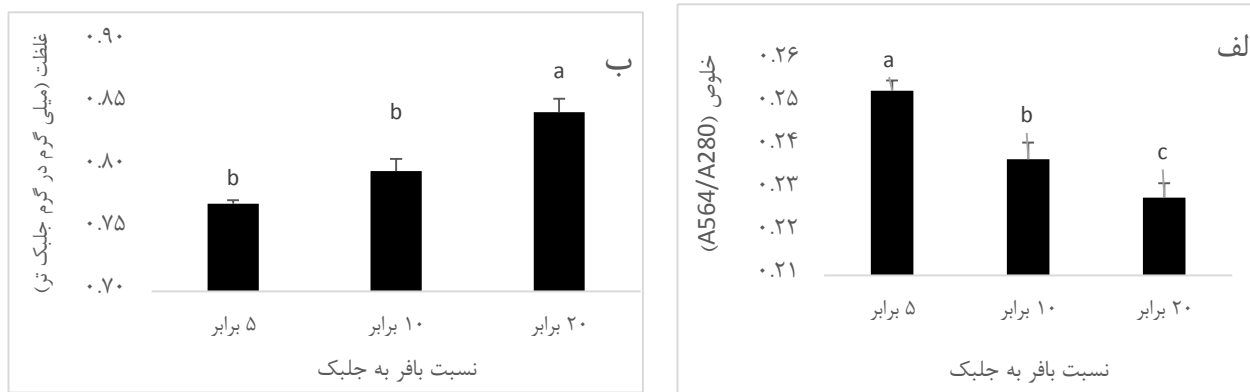 لف
خلوص (A564/A280)
۰.۲۶
۰.۲۵
۰.۲۴
۰.۲۳
۰.۲۲
۰.۲۱
a
b
c
۵ برابر
۱۰ برابر
۲۰ برابر
نسبت بافر به جلبک
ب
غلظت (میلی گرم در گرم جلبک تر)
۰.۹۰
۰.۸۵
۰.۸۰
۰.۷۵
۰.۷۰
b
b
a
۵ برابر
۱۰ برابر
۲۰ برابر
نسبت بافر به جلبک